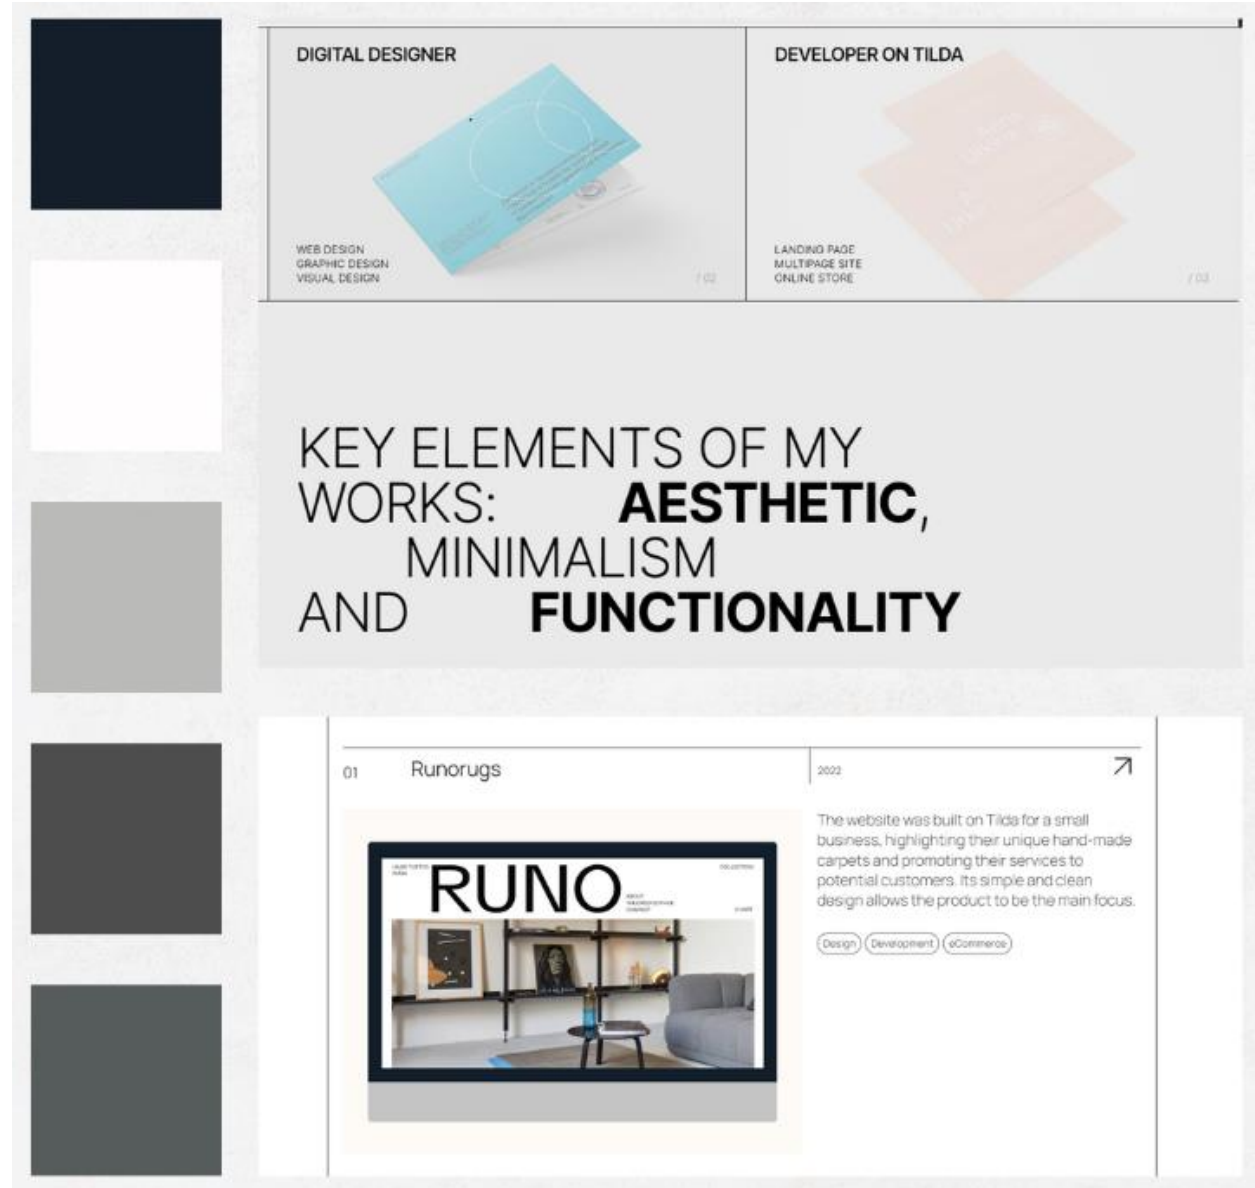 DIGITAL DESIGNER
WEB DESIGN
GRAPHIC DESIGN
VISUAL DESIGN
/ 02
DEVELOPER ON TILDA
LANDING PAGE
MULTIPAGE SITE
ONLINE STORE
/ 03
KEY ELEMENTS OF MY
WORKS: AESTHETIC,
MINIMALISM
AND FUNCTIONALITY
01 Runorugs
2022
RUNO
The website was built on Tilda for a small
business, highlighting their unique hand-made
carpets and promoting their services to
potential customers. Its simple and clean
design allows the product to be the main focus.
Design Development eCommerce